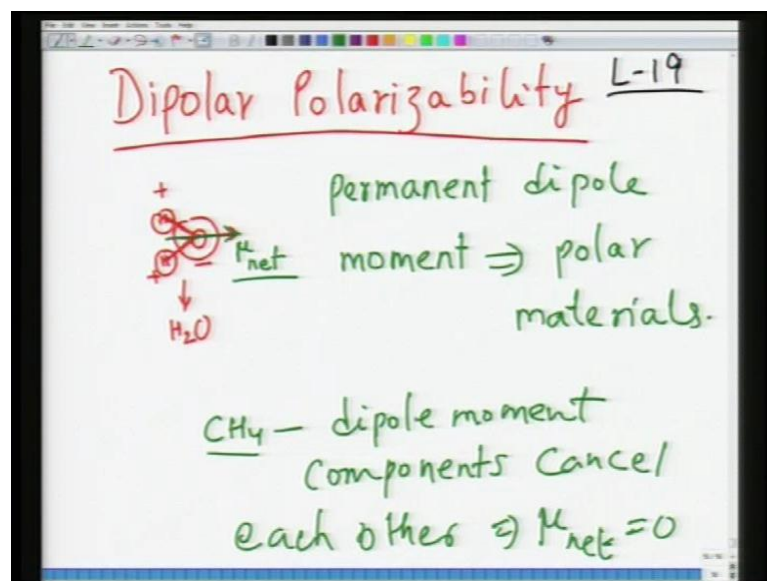 L-19
Dipolar Polarizability
permanent dipole
moment ⇒ polar
materials.
+
H
O
μnet
H
+
−
H₂O
CH₄ – dipole moment
components cancel
each other ⇒ μnet = 0